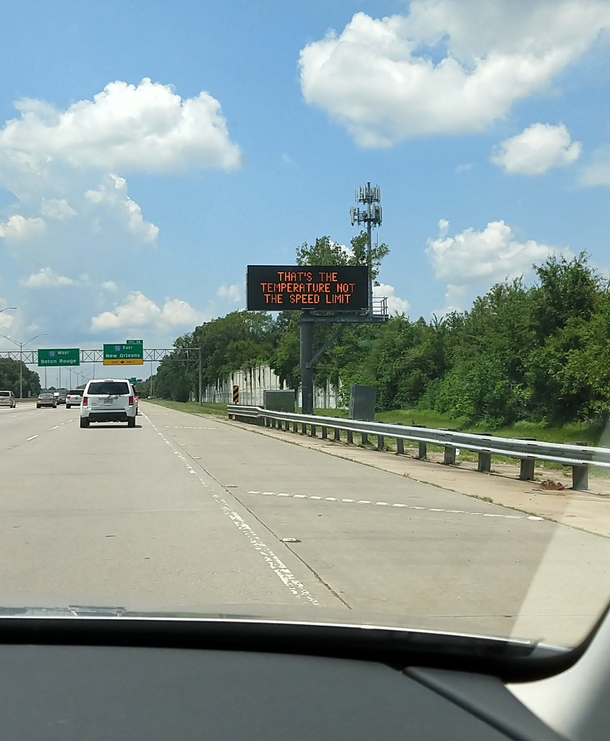 THAT'S THE
TEMPERATURE NOT
THE SPEED LIMIT
West
Baton Rouge
East
New Orleans